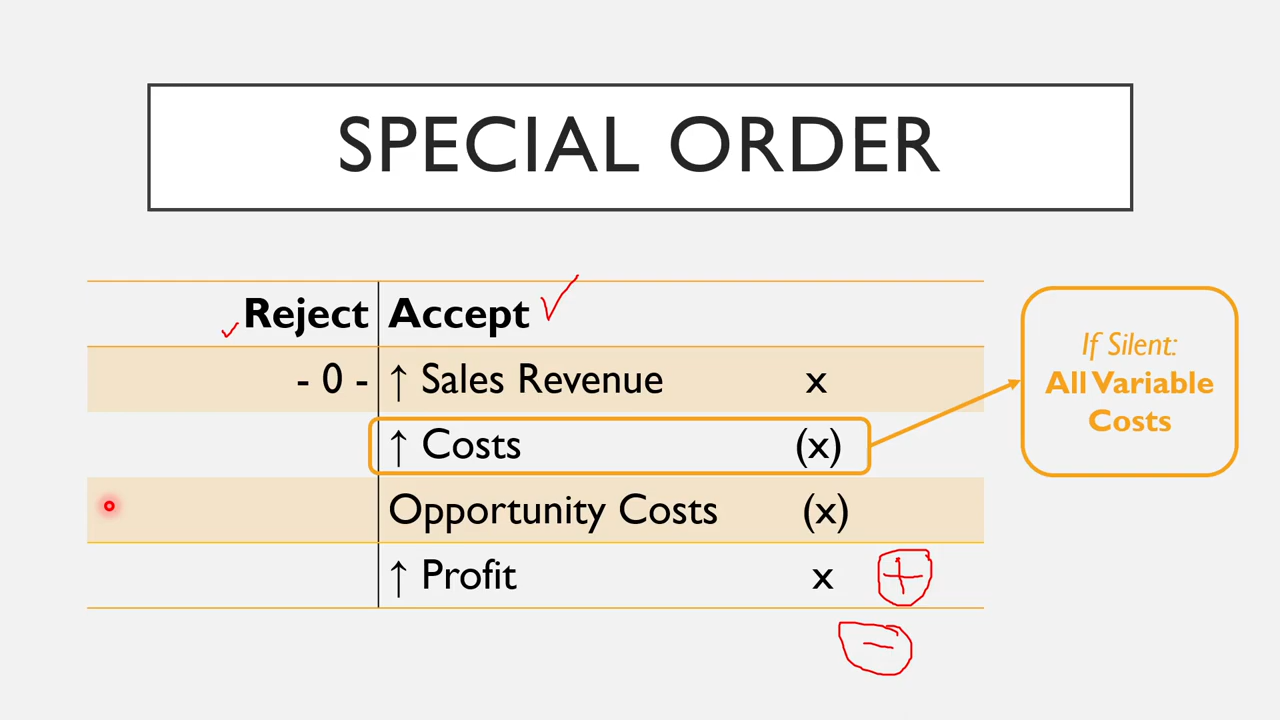 SPECIAL ORDER
Reject Accept ✓
- 0 - ↑ Sales Revenue x
↑ Costs (x)
Opportunity Costs (x)
↑ Profit x +
-
If Silent:
All Variable
Costs